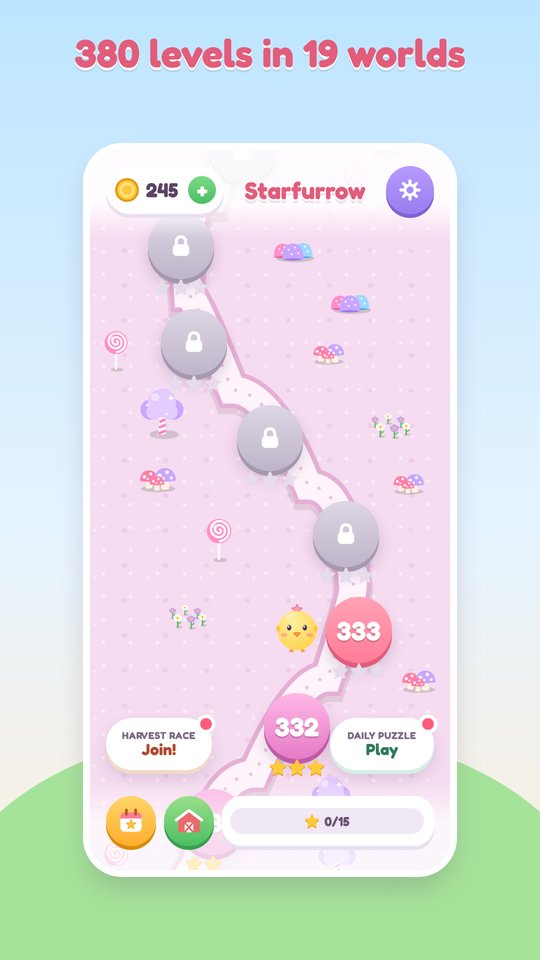 380 levels in 19 worlds
245
Starfurrow
333
332
HARVEST RACE
Join!
DAILY PUZZLE
Play
0/15